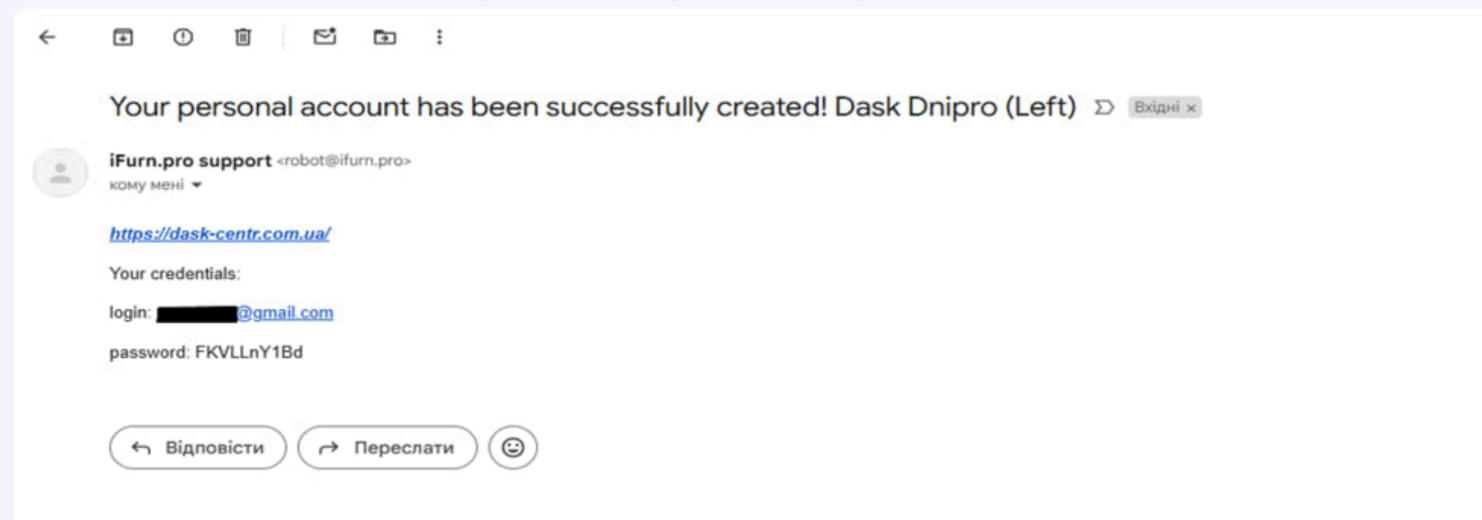 Your personal account has been successfully created! Dask Dnipro (Left) Вхідні ×
iFurn.pro support <robot@ifurn.pro>
кому мені
https://dask-centr.com.ua/
Your credentials:
login: @gmail.com
password: FKVLLnY1Bd
Відповісти Переслати